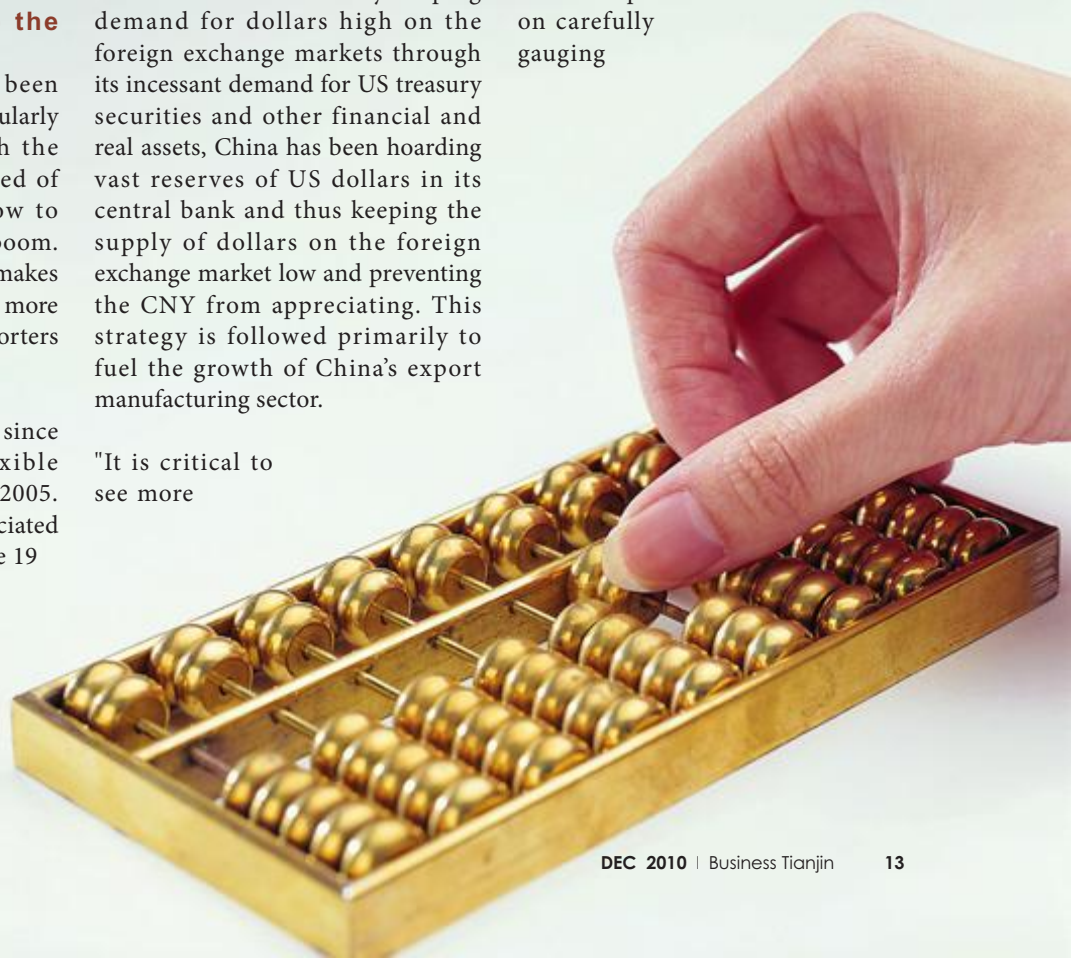 the
been
ularly
h the
ed of
ow to
oom.
makes
more
orters
since
xible
2005.
ciated
e 19
demand for dollars high on the
foreign exchange markets through
its incessant demand for US treasury
securities and other financial and
real assets, China has been hoarding
vast reserves of US dollars in its
central bank and thus keeping the
supply of dollars on the foreign
exchange market low and preventing
the CNY from appreciating. This
strategy is followed primarily to
fuel the growth of China's export
manufacturing sector.
"It is critical to
see more
on carefully
gauging
DEC 2010 | Business Tianjin 13